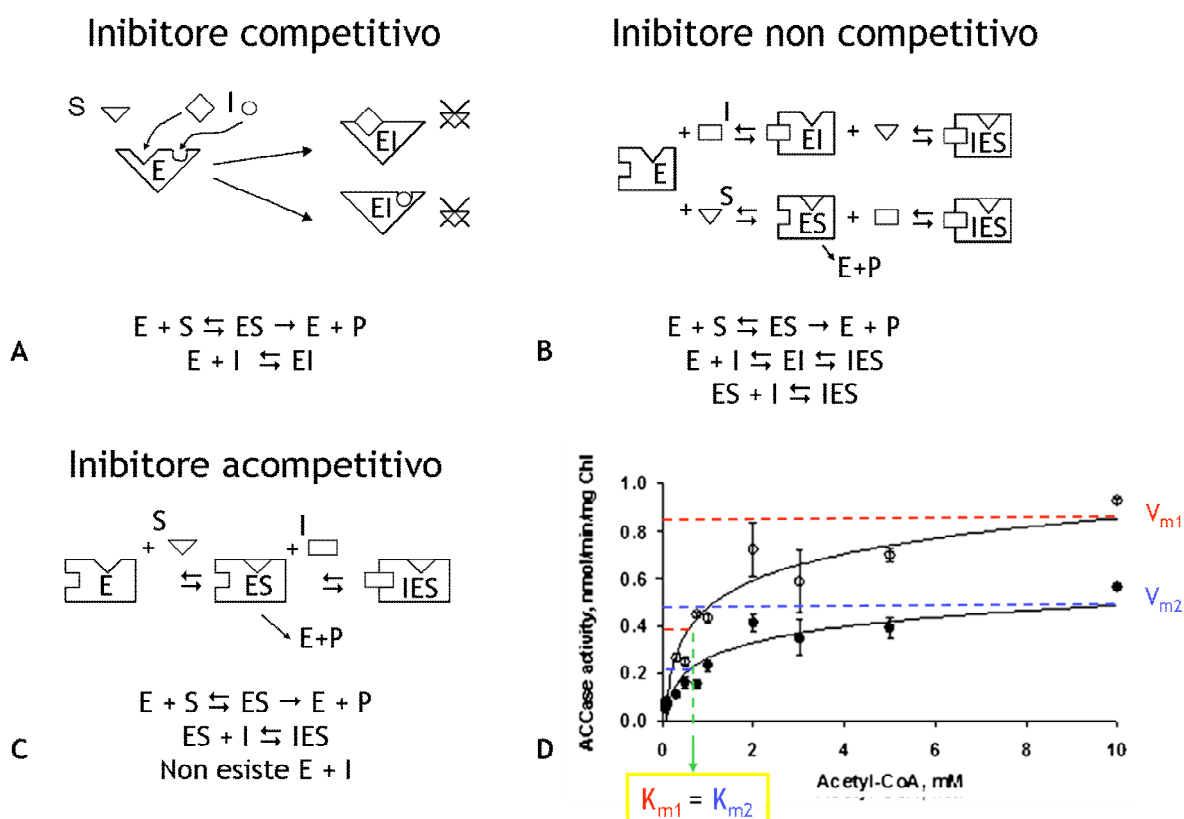 Inibitore competitivo
S
I
E
EI
EI
E + S ⇆ ES → E + P
E + I ⇆ EI
A
Inibitore non competitivo
I
E
+
⇆
EI
+
⇆
IES
+
S
⇆
ES
+
⇆
IES
E+P
E + S ⇆ ES → E + P
E + I ⇆ EI ⇆ IES
ES + I ⇆ IES
B
Inibitore acompetitivo
S
I
+
+
E
⇆
ES
⇆
IES
E+P
E + S ⇆ ES → E + P
ES + I ⇆ IES
Non esiste E + I
C
ACCase activity, nmol/min/mg Chl
1.0
0.8
0.6
0.4
0.2
0.0
Vm1
Vm2
0 2 4 6 8 10
Acetyl-CoA, mM
Km1 = Km2
D